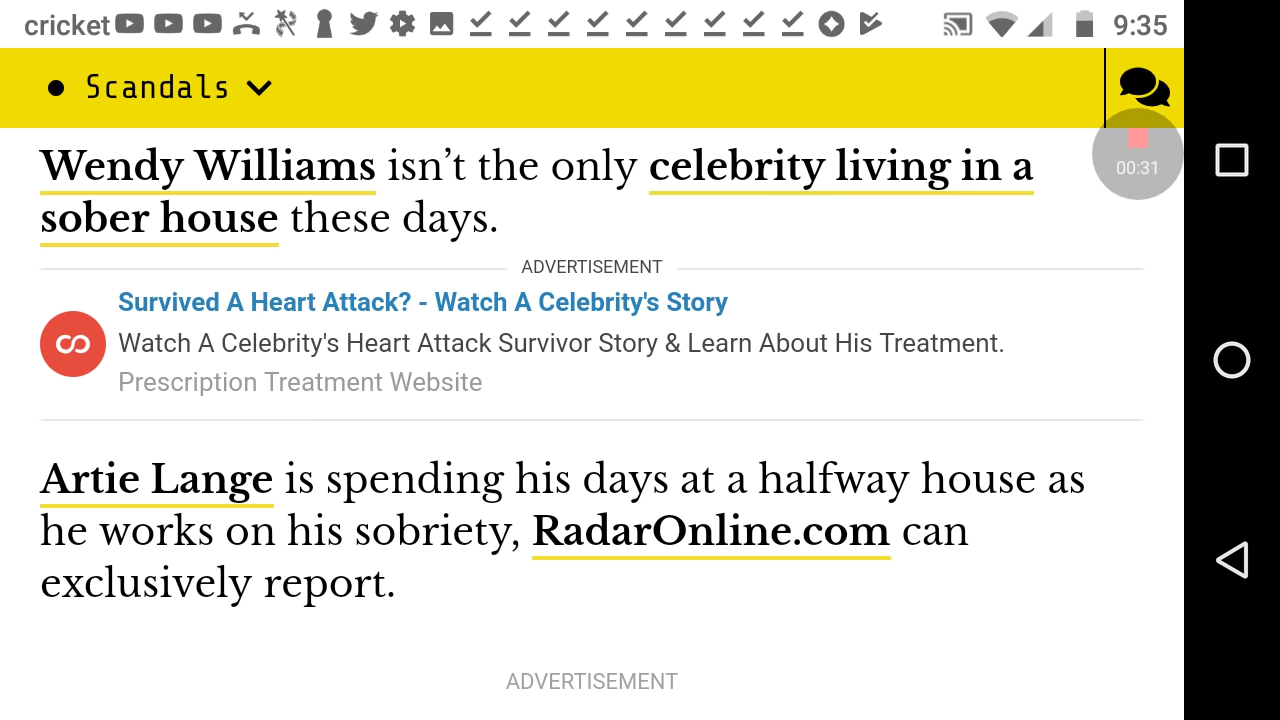 cricket 9:35
Scandals
00:31
Wendy Williams isn’t the only celebrity living in a
sober house these days.
ADVERTISEMENT
Survived A Heart Attack? - Watch A Celebrity's Story
Watch A Celebrity's Heart Attack Survivor Story & Learn About His Treatment.
Prescription Treatment Website
Artie Lange is spending his days at a halfway house as
he works on his sobriety, RadarOnline.com can
exclusively report.
ADVERTISEMENT